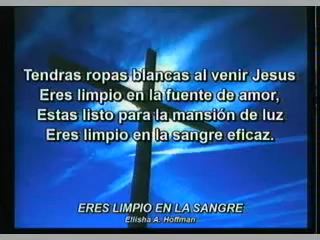 Tendras ropas blancas al venir Jesus
Eres limpio en la fuente de amor,
Estas listo para la mansión de luz
Eres limpio en la sangre eficaz.
ERES LIMPIO EN LA SANGRE
Ellisha A. Hoffman